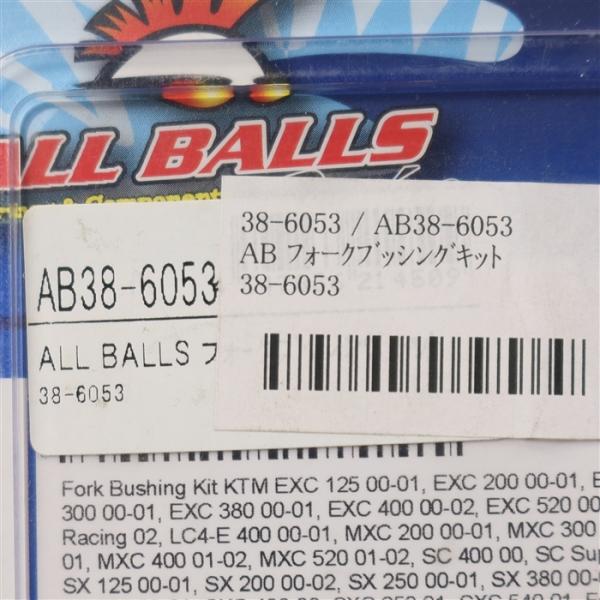 ALL BALLS
38-6053 / AB38-6053
AB フォークブッシングキット
38-6053
AB38-6053
ALL BALLS フ
38-6053
Fork Bushing Kit KTM EXC 125 00-01, EXC 200 00-01,
300 00-01, EXC 380 00-01, EXC 400 00-02, EXC 520 00
Racing 02, LC4-E 400 00-01, MXC 200 00-01, MXC 300
01, MXC 400 01-02, MXC 520 01-02, SC 400 00, SC Sup
SX 125 00-01, SX 200 00-02, SX 250 00-01, SX 380 00-